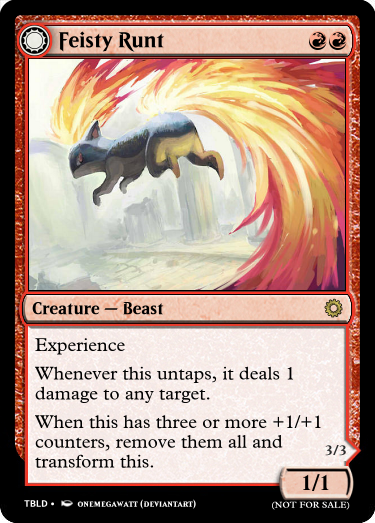 Feisty Runt
Creature — Beast
Experience
Whenever this untaps, it deals 1
damage to any target.
When this has three or more +1/+1
counters, remove them all and
transform this.
3/3
1/1
TBLD • ONEMEGAWATT (DEVIANTART)
(NOT FOR SALE)